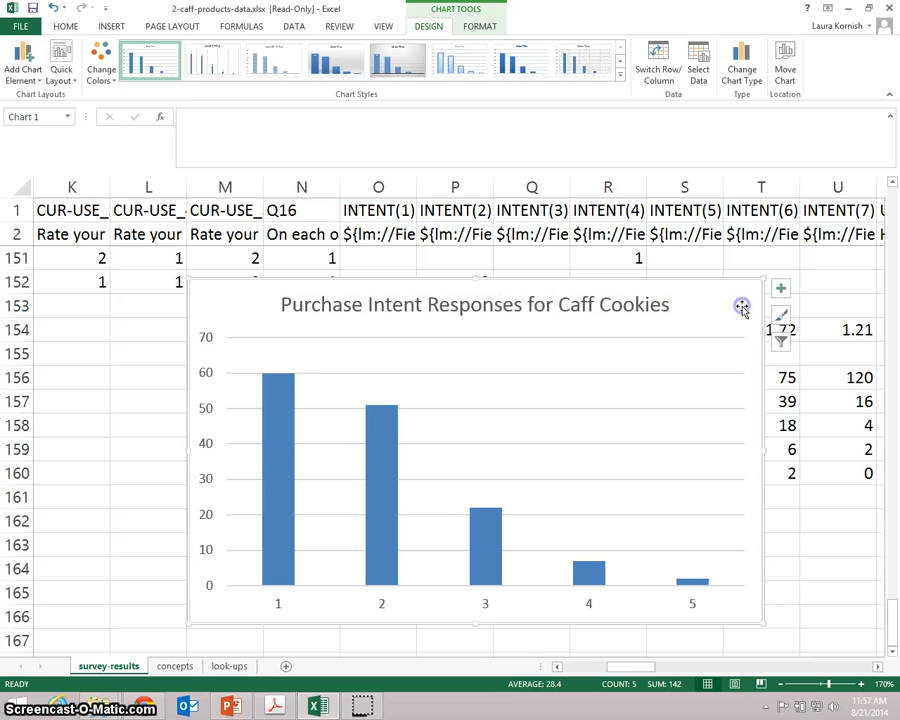 2-caff-products-data.xlsx [Read-Only] - Excel
CHART TOOLS
FILE HOME INSERT PAGE LAYOUT FORMULAS DATA REVIEW VIEW DESIGN FORMAT Laura Kornish
Add Chart Element Quick Layout Change Colors Switch Row/Column Select Data Change Chart Type Move Chart
Chart Layouts Chart Styles Data Type Location
Chart 1 fx
K L M N O P Q R S T U
1 CUR-USE_ CUR-USE_ CUR-USE_ Q16 INTENT(1) INTENT(2) INTENT(3) INTENT(4) INTENT(5) INTENT(6) INTENT(7)
2 Rate your Rate your Rate your On each o ${lm://Fie ${lm://Fie ${lm://Fie ${lm://Fie ${lm://Fie ${lm://Fie ${lm://Fie
151 2 1 2 1 1
152 1 1
153
154 1.72 1.21
155
156 75 120
157 39 16
158 18 4
159 6 2
160 2 0
161
162
163
164
165
166
167
Purchase Intent Responses for Caff Cookies
70
60
50
40
30
20
10
0
1 2 3 4 5
survey-results concepts look-ups
READY AVERAGE: 28.4 COUNT: 5 SUM: 142 170%
11:57 AM
8/21/2014
Screencast-O-Matic.com